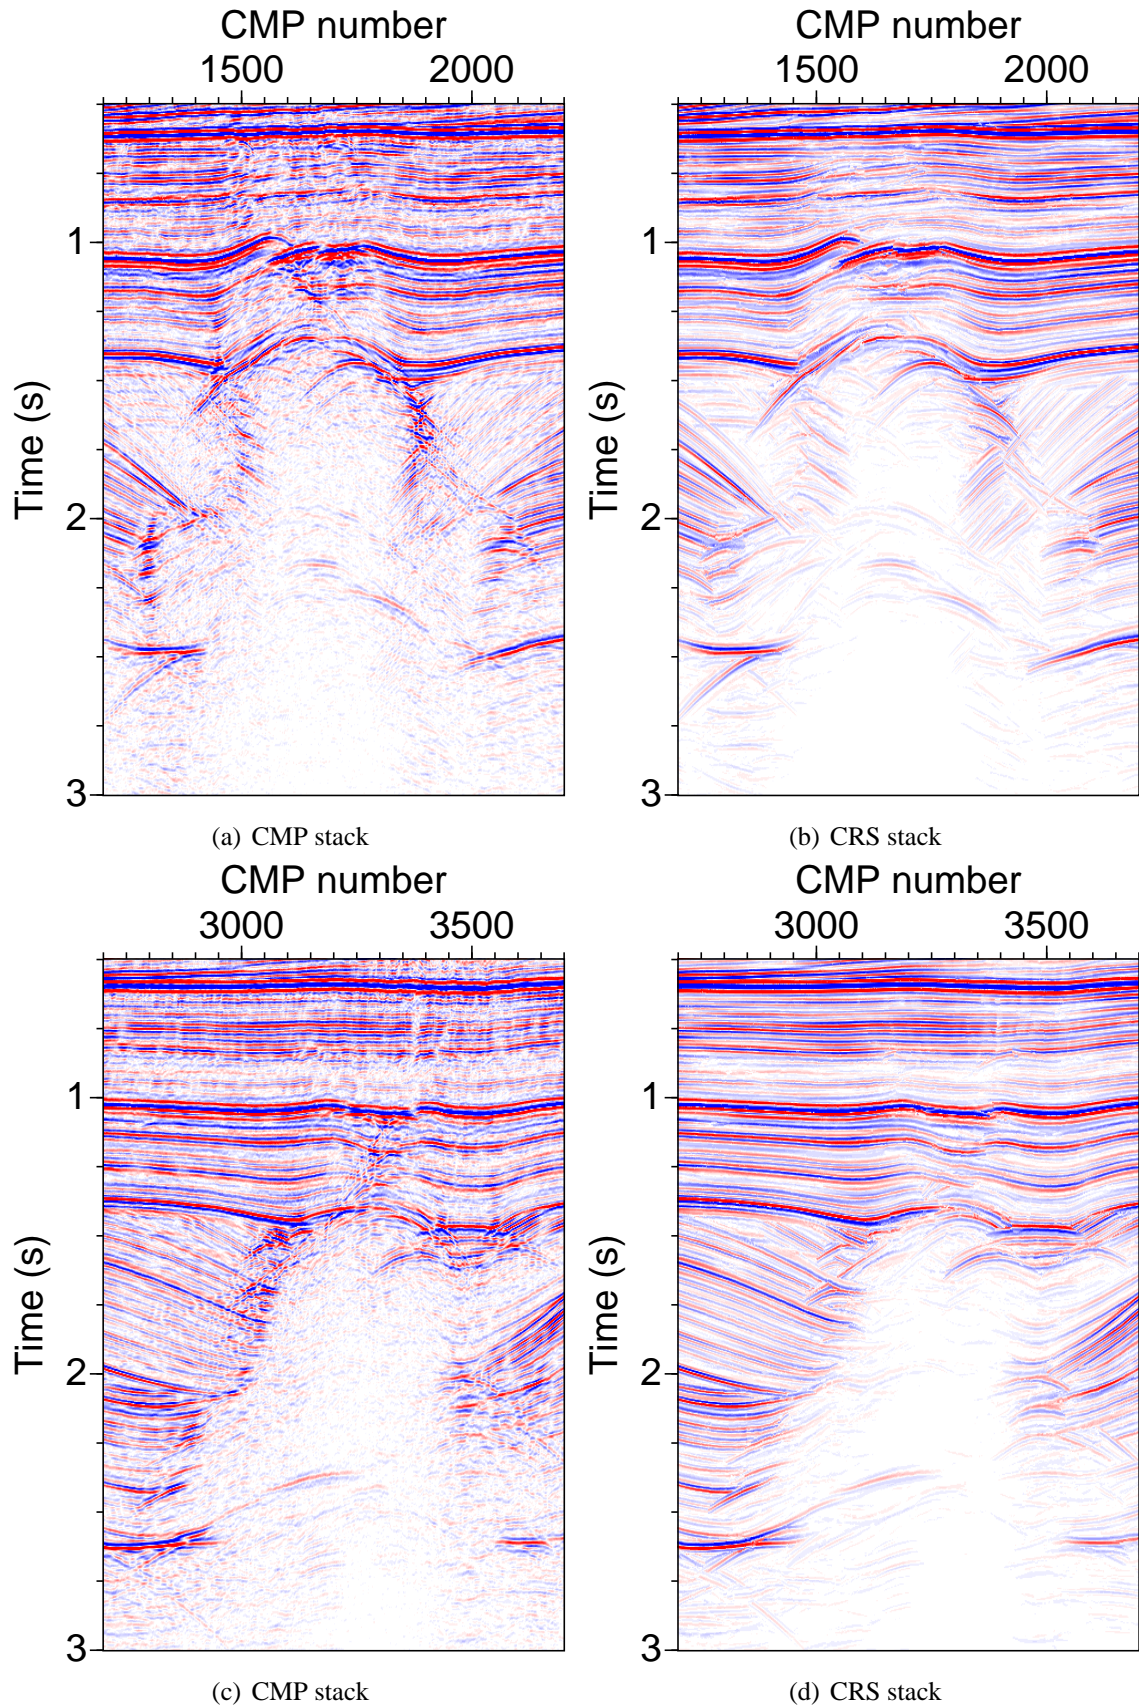 CMP number
1500 2000
1
2
3
Time (s)
(a) CMP stack
CMP number
1500 2000
1
2
3
Time (s)
(b) CRS stack
CMP number
3000 3500
1
2
3
Time (s)
(c) CMP stack
CMP number
3000 3500
1
2
3
Time (s)
(d) CRS stack